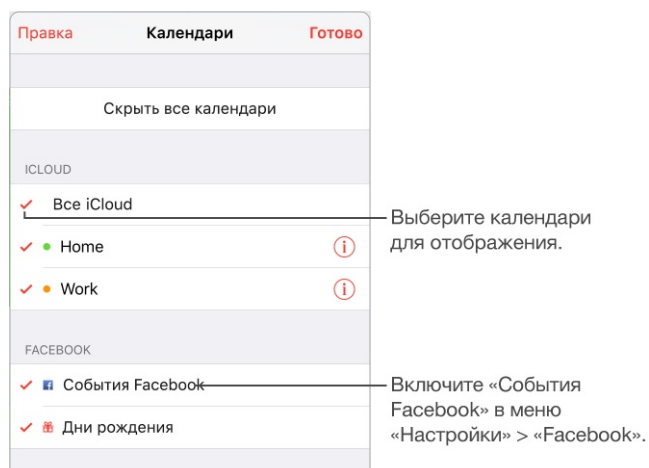 Правка Календари Готово
Скрыть все календари
ICLOUD
Все iCloud
Выберите календари
для отображения.
Home
Work
FACEBOOK
События Facebook
Включите «События
Facebook» в меню
«Настройки» > «Facebook».
Дни рождения